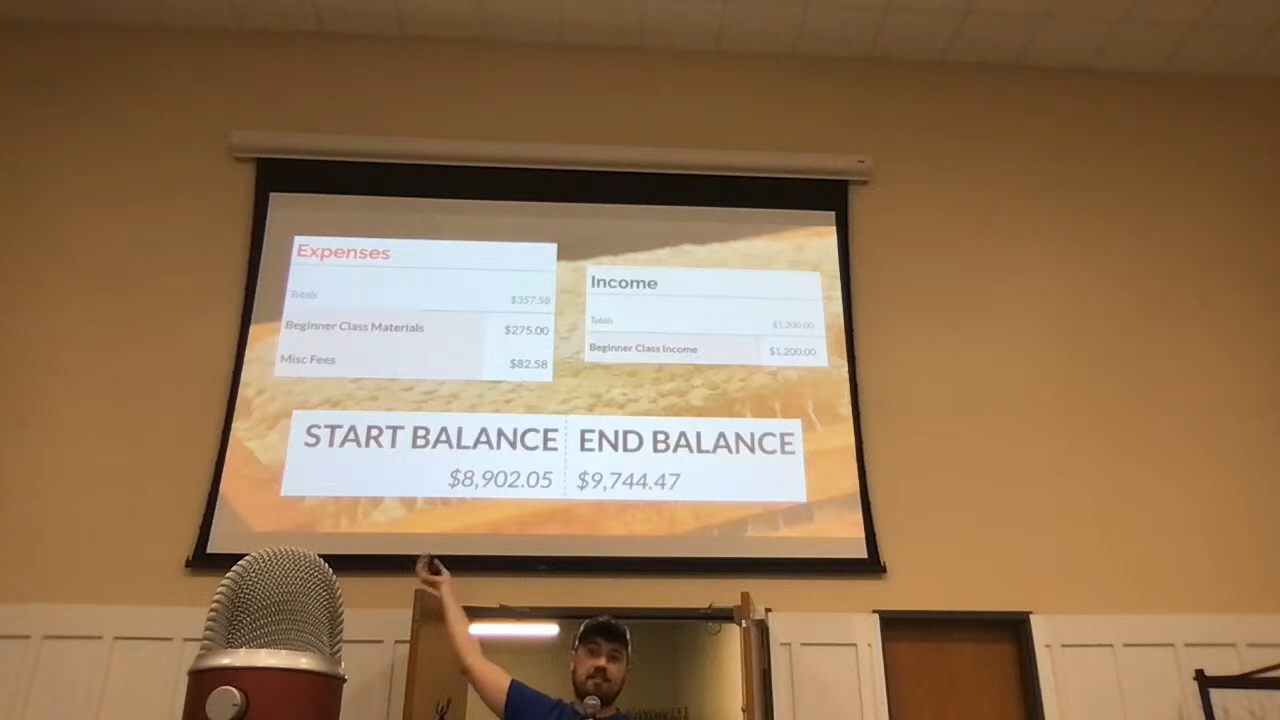 Expenses
Totals $357.58
Beginner Class Materials $275.00
Misc Fees $82.58
Income
Totals $1,200.00
Beginner Class Income $1,200.00
START BALANCE END BALANCE
$8,902.05 $9,744.47